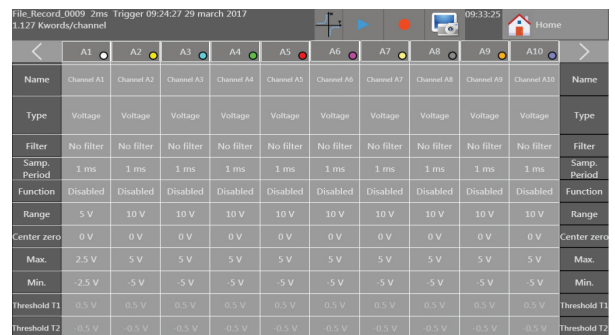 File_Record_0009 2ms Trigger 09:24:27 29 march 2017
1.127 Kwords/channel
09:33:25
Home
A1 A2 A3 A4 A5 A6 A7 A8 A9 A10
Name Channel A1 Channel A2 Channel A3 Channel A4 Channel A5 Channel A6 Channel A7 Channel A8 Channel A9 Channel A10 Name
Type Voltage Voltage Voltage Voltage Voltage Voltage Voltage Voltage Voltage Voltage Type
Filter No filter No filter No filter No filter No filter No filter No filter No filter No filter No filter Filter
Samp. Period 1 ms 1 ms 1 ms 1 ms 1 ms 1 ms 1 ms 1 ms 1 ms 1 ms Samp. Period
Function Disabled Disabled Disabled Disabled Disabled Disabled Disabled Disabled Disabled Disabled Function
Range 5 V 10 V 10 V 10 V 10 V 10 V 10 V 10 V 10 V 10 V Range
Center zero 0 V 0 V 0 V 0 V 0 V 0 V 0 V 0 V 0 V 0 V Center zero
Max. 2.5 V 5 V 5 V 5 V 5 V 5 V 5 V 5 V 5 V 5 V Max.
Min. -2.5 V -5 V -5 V -5 V -5 V -5 V -5 V -5 V -5 V -5 V Min.
Threshold T1 0.5 V 0.5 V 0.5 V 0.5 V 0.5 V 0.5 V 0.5 V 0.5 V 0.5 V 0.5 V Threshold T1
Threshold T2 -0.5 V -0.5 V -0.5 V -0.5 V -0.5 V -0.5 V -0.5 V -0.5 V -0.5 V -0.5 V Threshold T2